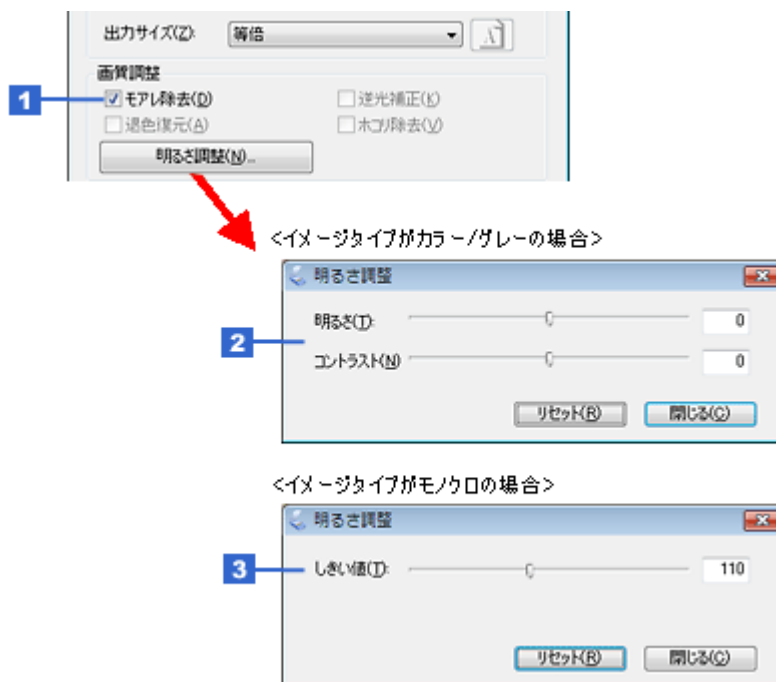 出力サイズ(Z): 等倍
画質調整
1 モアレ除去(D) 逆光補正(K)
退色復元(A) ホコリ除去(V)
明るさ調整(N)...
<イメージタイプがカラー/グレーの場合>
明るさ調整
明るさ(T): 0
2
コントラスト(N) 0
リセット(R) 閉じる(C)
<イメージタイプがモノクロの場合>
明るさ調整
3 しきい値(T): 110
リセット(R) 閉じる(C)